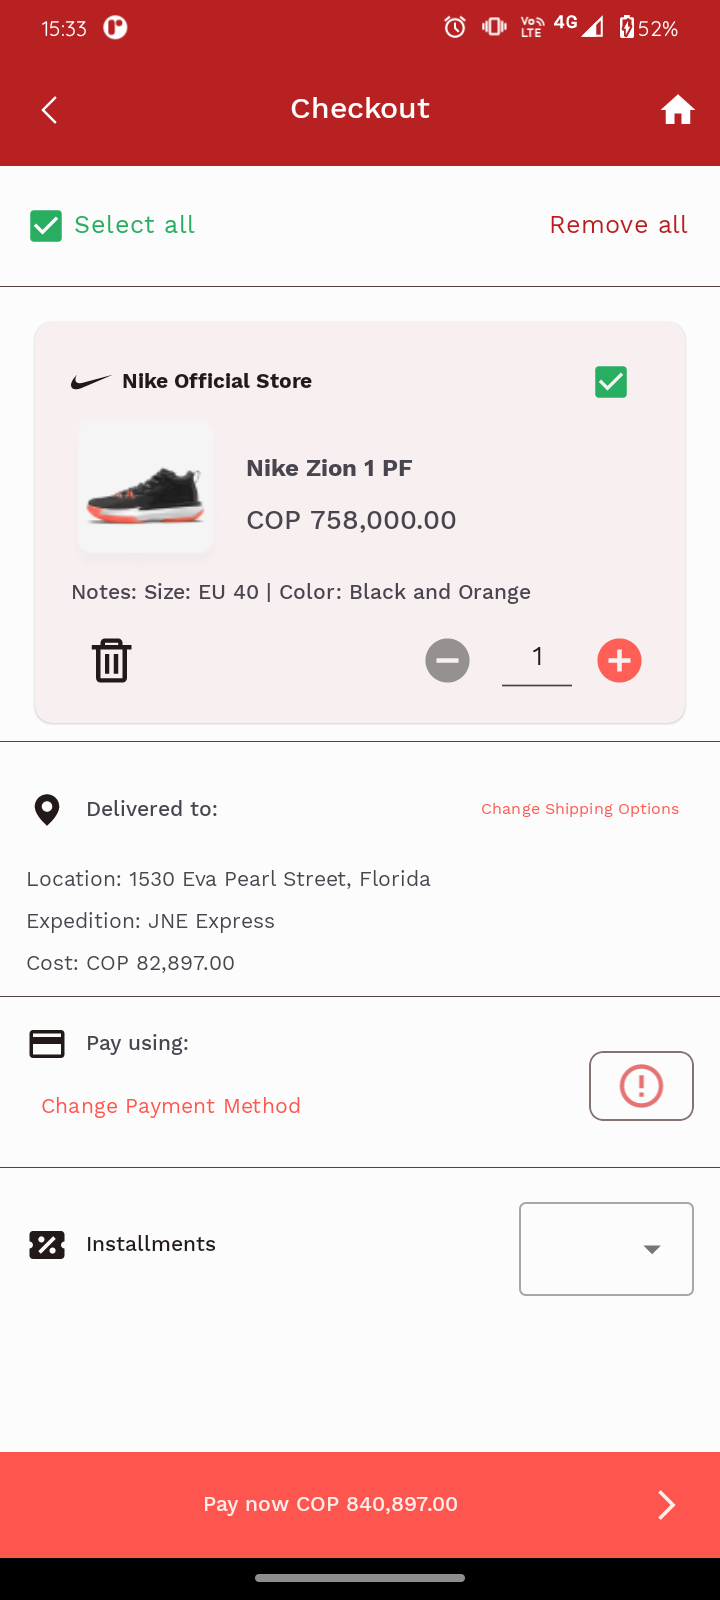 15:33
Vo LTE 4G 52%
Checkout
Select all
Remove all
Nike Official Store
Nike Zion 1 PF
COP 758,000.00
Notes: Size: EU 40 | Color: Black and Orange
1
Delivered to:
Change Shipping Options
Location: 1530 Eva Pearl Street, Florida
Expedition: JNE Express
Cost: COP 82,897.00
Pay using:
Change Payment Method
Installments
Pay now COP 840,897.00